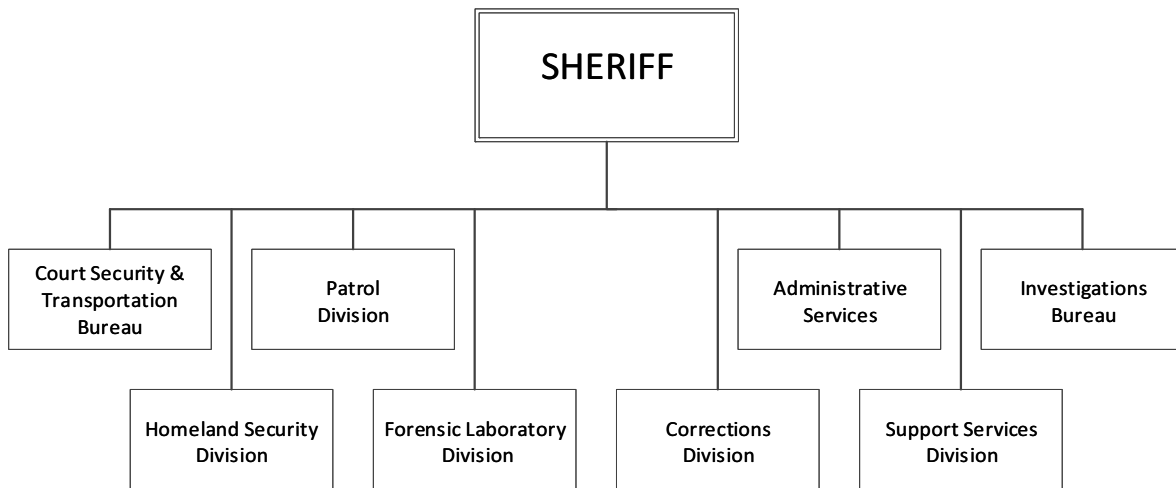 SHERIFF
Court Security &
Transportation
Bureau
Patrol
Division
Administrative
Services
Investigations
Bureau
Homeland Security
Division
Forensic Laboratory
Division
Corrections
Division
Support Services
Division